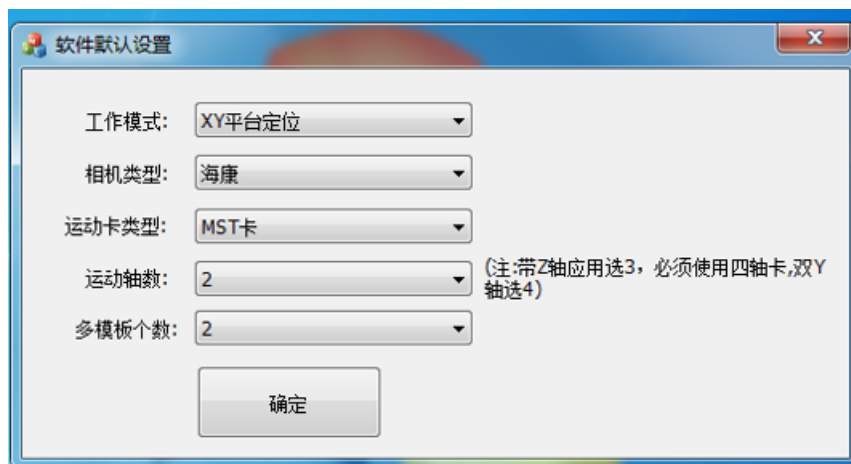 软件默认设置
工作模式: XY平台定位
相机类型: 海康
运动卡类型: MST卡
运动轴数: 2 (注:带Z轴应用选3，必须使用四轴卡,双Y
轴选4)
多模板个数: 2
确定